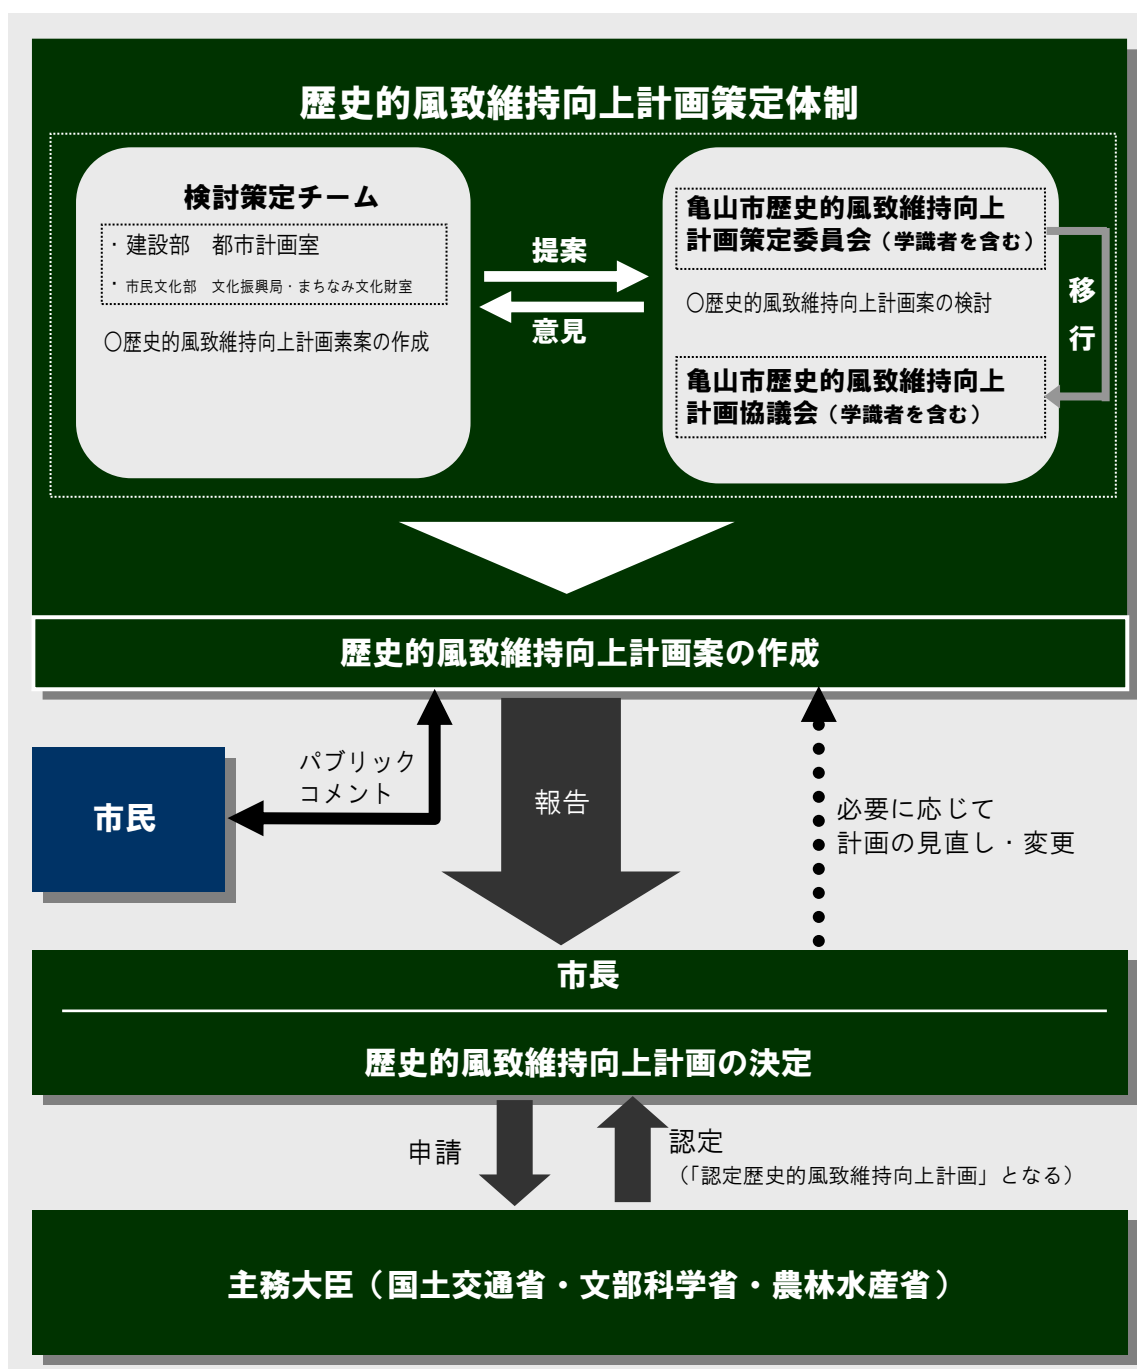 歴史的風致維持向上計画策定体制
検討策定チーム
・建設部　都市計画室
・市民文化部　文化振興局・まちなみ文化財室
〇歴史的風致維持向上計画素案の作成
提案
意見
亀山市歴史的風致維持向上
計画策定委員会（学識者を含む）
〇歴史的風致維持向上計画案の検討
亀山市歴史的風致維持向上
計画協議会（学識者を含む）
移
行
歴史的風致維持向上計画案の作成
市民
パブリック
コメント
報告
必要に応じて
計画の見直し・変更
市長
歴史的風致維持向上計画の決定
申請
認定
（「認定歴史的風致維持向上計画」となる）
主務大臣（国土交通省・文部科学省・農林水産省）